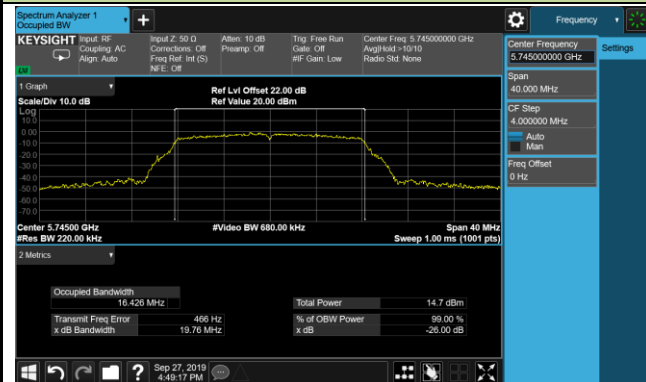 Spectrum Analyzer 1
Occupied BW
Frequency
KEYSIGHT
Input: RF
Coupling: AC
Align: Auto
Input Z: 50 Ω
Corrections: Off
Freq Ref: Int (S)
NFE: Off
Atten: 10 dB
Preamp: Off
Trig: Free Run
Gate: Off
#IF Gain: Low
Center Freq: 5.745000000 GHz
Avg|Hold:>10/10
Radio Std: None
Center Frequency
5.745000000 GHz
Settings
Span
40.000 MHz
CF Step
4.000000 MHz
Auto
Man
Freq Offset
0 Hz
1 Graph
Scale/Div 10.0 dB
Ref Lvl Offset 22.00 dB
Ref Value 20.00 dBm
Log
10.0
0.00
-10.0
-20.0
-30.0
-40.0
-50.0
-60.0
-70.0
Center 5.74500 GHz
#Res BW 220.00 kHz
#Video BW 680.00 kHz
Span 40 MHz
Sweep 1.00 ms (1001 pts)
2 Metrics
Occupied Bandwidth
16.426 MHz
Total Power 14.7 dBm
Transmit Freq Error 466 Hz
% of OBW Power 99.00 %
x dB Bandwidth 19.76 MHz
x dB -26.00 dB
Sep 27, 2019
4:49:17 PM